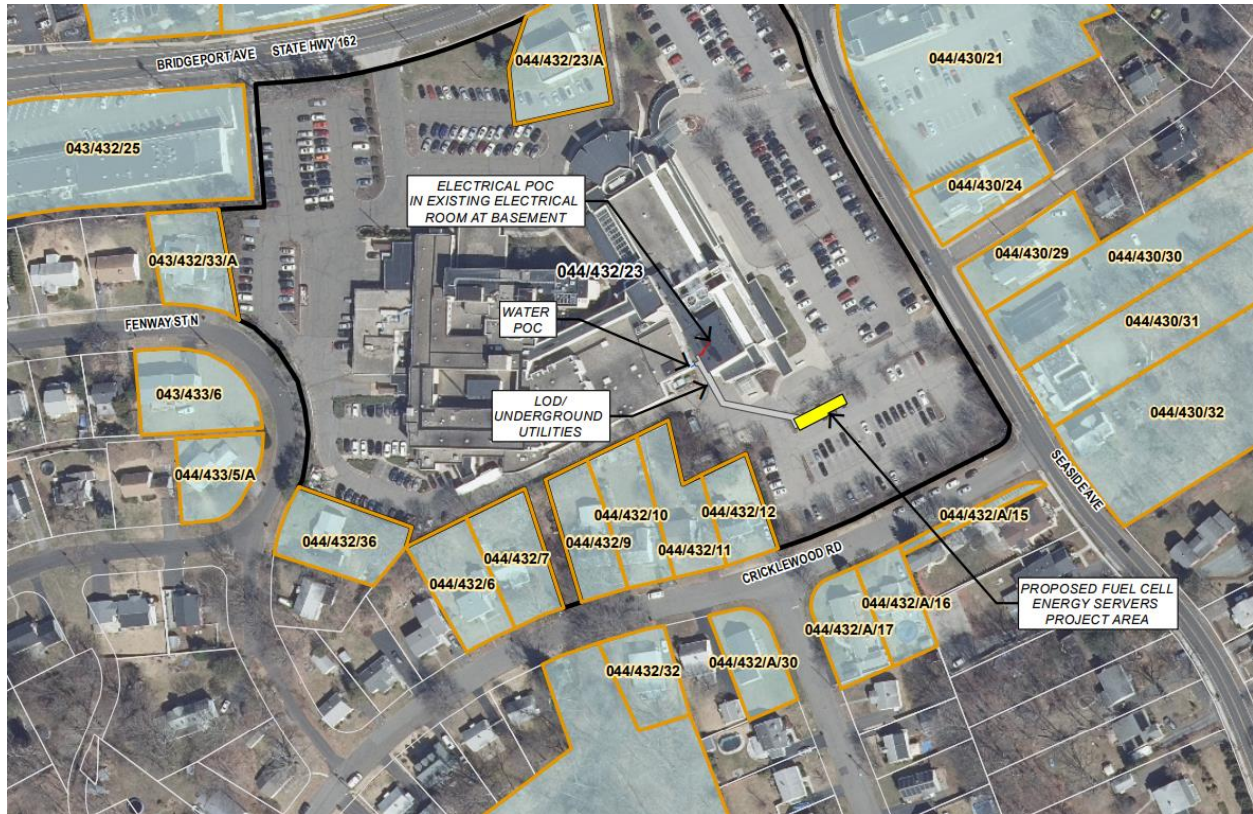 BRIDGEPORT AVE STATE HWY 162
044/432/23/A
044/430/21
043/432/25
044/430/24
ELECTRICAL POC
IN EXISTING ELECTRICAL
ROOM AT BASEMENT
043/432/33/A
044/430/29
044/430/30
044/432/23
FENWAY ST N
WATER
POC
044/430/31
043/433/6
LOD/
UNDERGROUND
UTILITIES
044/430/32
044/433/5/A
SEASIDE AVE
044/432/10
044/432/12
044/432/A/15
044/432/36
044/432/9
044/432/11
044/432/7
044/432/6
CRICKLEWOOD RD
PROPOSED FUEL CELL
ENERGY SERVERS
PROJECT AREA
044/432/A/16
044/432/A/17
044/432/32
044/432/A/30